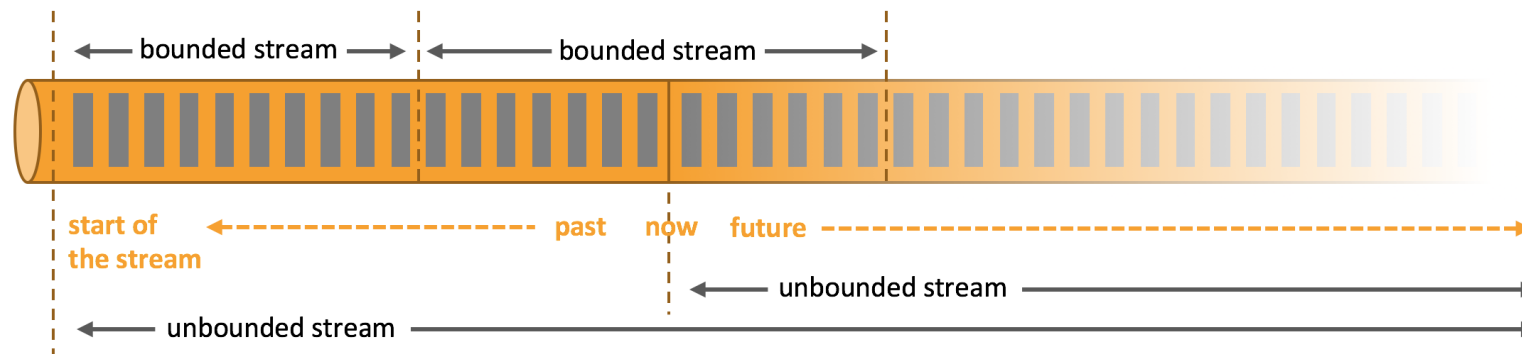 bounded stream
bounded stream
start of
the stream
past
now
future
unbounded stream
unbounded stream